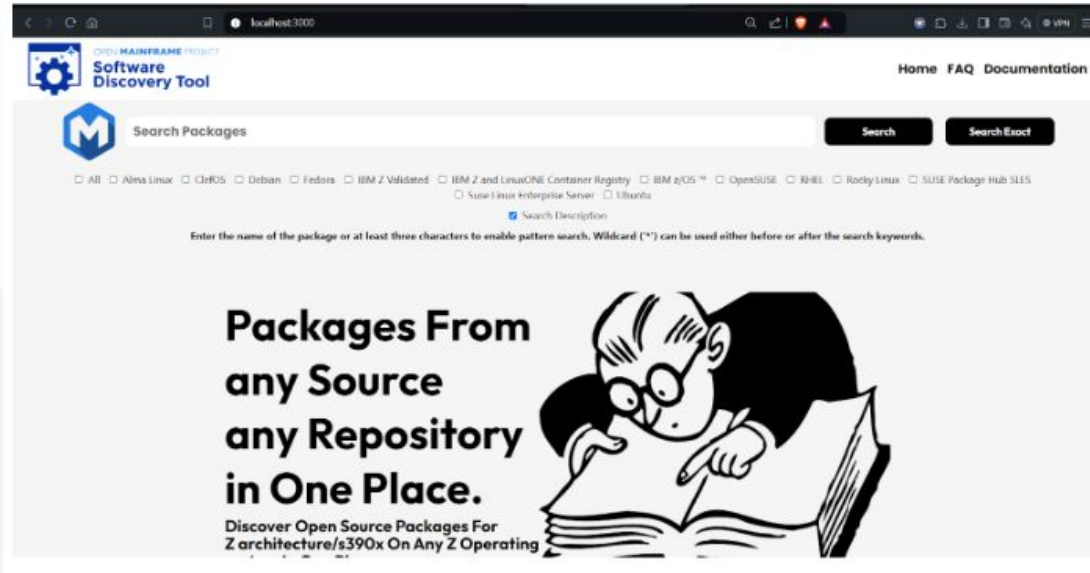 localhost:3000
VPN
OPEN MAINFRAME PROJECT
Software
Discovery Tool
Home FAQ Documentation
M
Search Packages
Search
Search Exact
All Alma Linux ClefOS Debian Fedora IBM Z Validated IBM Z and LinuxONE Container Registry IBM z/OS ™ OpenSUSE RHEL Rocky Linux SUSE Package Hub SLES
Suse Linux Enterprise Server Ubuntu
Search Description
Enter the name of the package or at least three characters to enable pattern search. Wildcard ('*') can be used either before or after the search keywords.
Packages From
any Source
any Repository
in One Place.
Discover Open Source Packages For
Z architecture/s390x On Any Z Operating